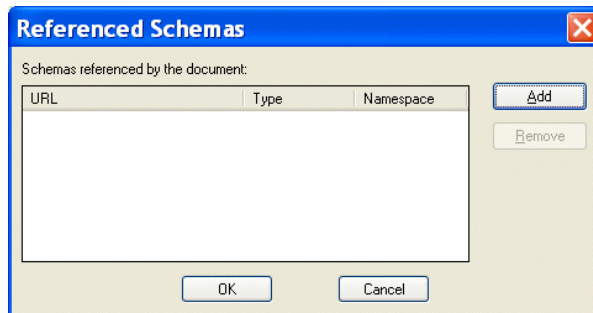 Referenced Schemas
Schemas referenced by the document:
URL Type Namespace
Add
Remove
OK Cancel